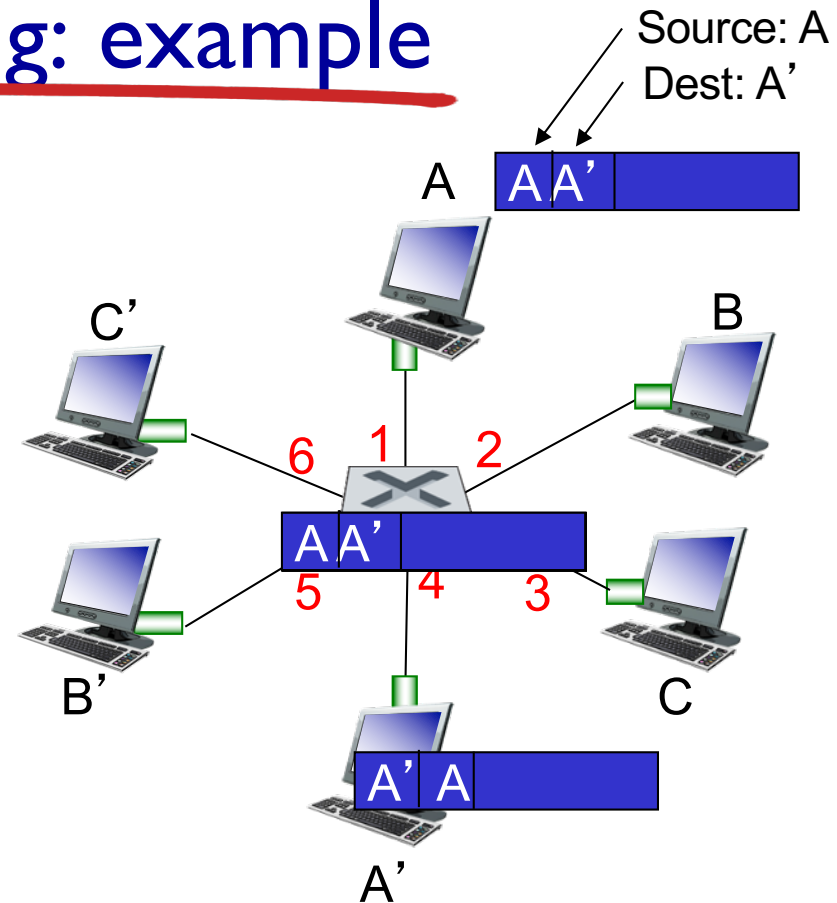 g: example
Source: A
Dest: A’
A
A A’
C’
B
6
1
2
A A’
5
4
3
B’
C
A’ A
A’